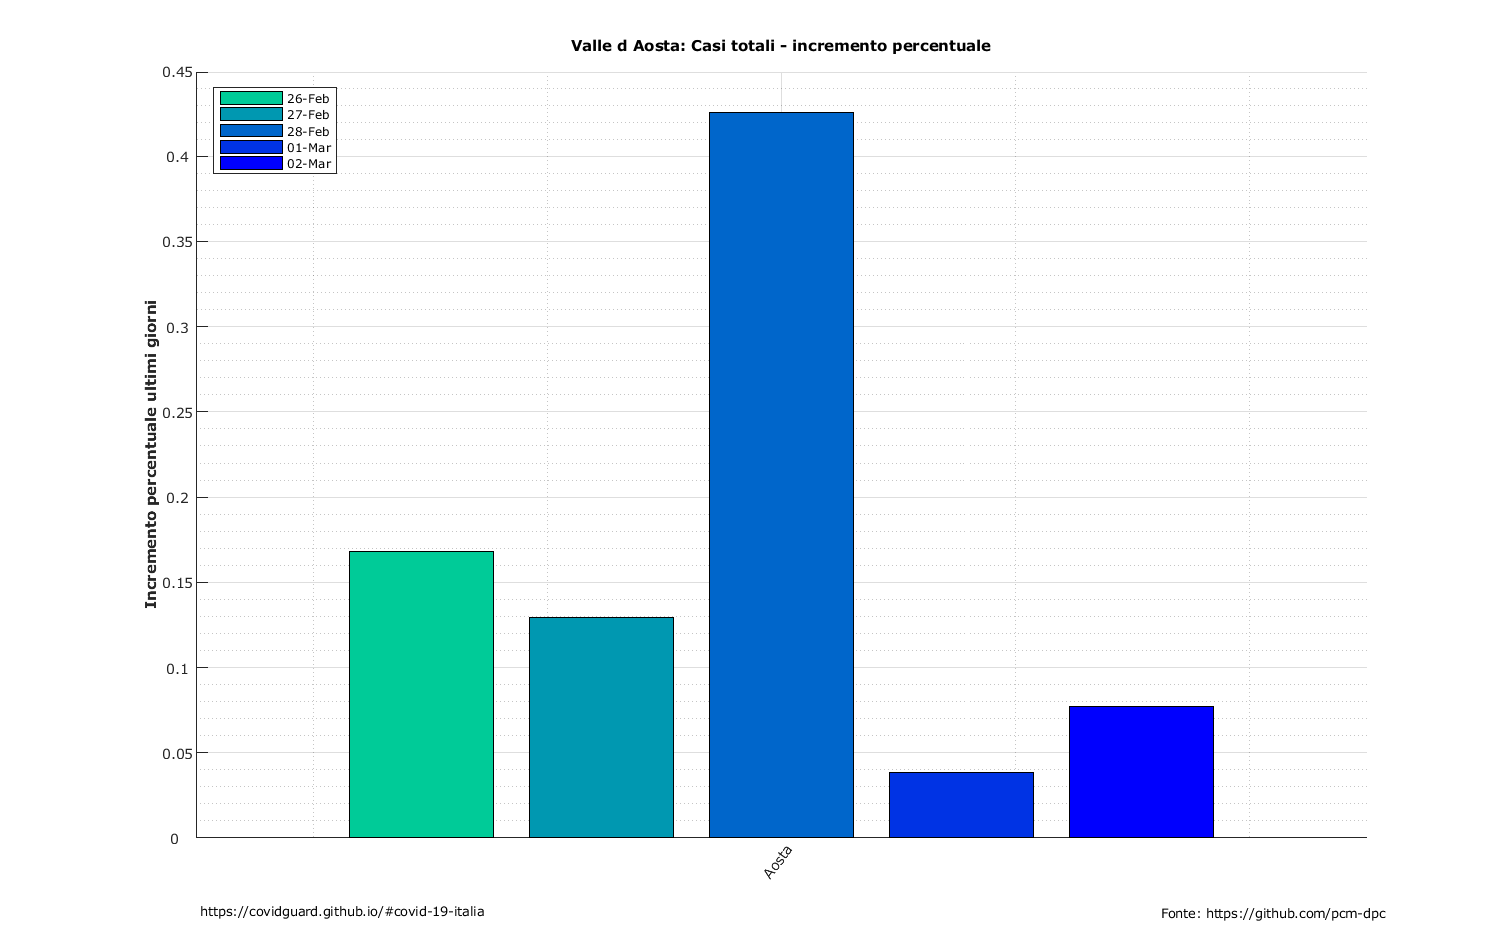 Valle d Aosta: Casi totali - incremento percentuale
0.45
0.4
0.35
0.3
0.25
0.2
0.15
0.1
0.05
0
Incremento percentuale ultimi giorni
26-Feb
27-Feb
28-Feb
01-Mar
02-Mar
Aosta
https://covidguard.github.io/#covid-19-italia
Fonte: https://github.com/pcm-dpc